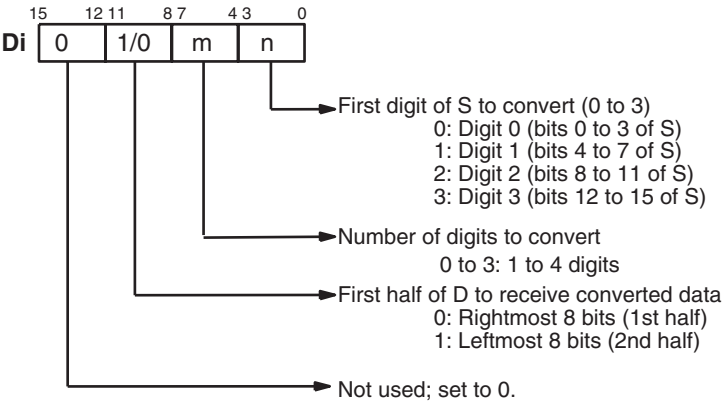 15 12 11 8 7 4 3 0
Di 0 1/0 m n
First digit of S to convert (0 to 3)
0: Digit 0 (bits 0 to 3 of S)
1: Digit 1 (bits 4 to 7 of S)
2: Digit 2 (bits 8 to 11 of S)
3: Digit 3 (bits 12 to 15 of S)
Number of digits to convert
0 to 3: 1 to 4 digits
First half of D to receive converted data
0: Rightmost 8 bits (1st half)
1: Leftmost 8 bits (2nd half)
Not used; set to 0.